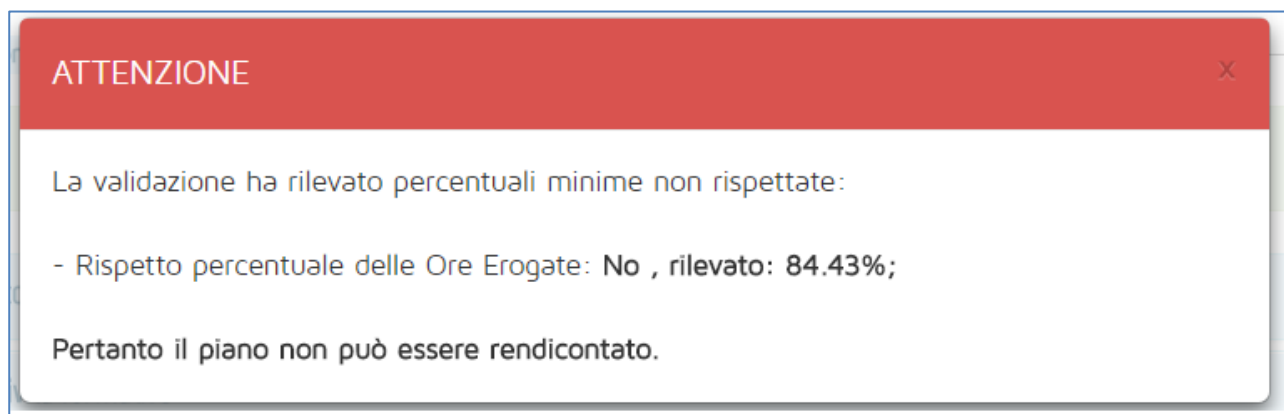 ATTENZIONE x
La validazione ha rilevato percentuali minime non rispettate:
- Rispetto percentuale delle Ore Erogate: No , rilevato: 84.43%;
Pertanto il piano non può essere rendicontato.